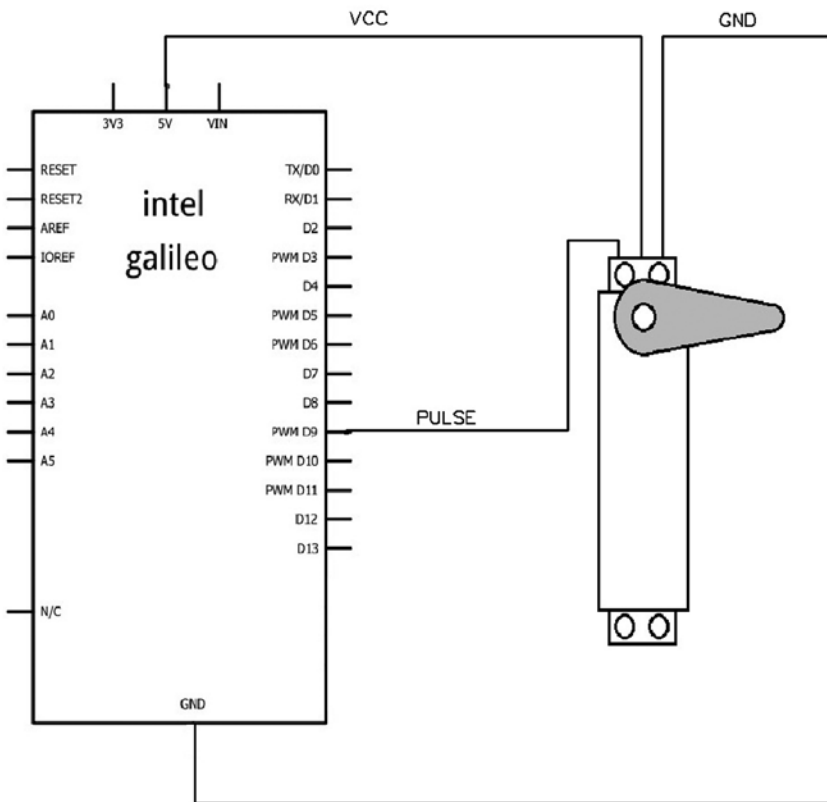 VCC
GND
3V3
5V
VIN
RESET
RESET2
AREF
IOREF
A0
A1
A2
A3
A4
A5
N/C
intel
galileo
TX/D0
RX/D1
D2
PWM D3
D4
PWM D5
PWM D6
D7
D8
PWM D9
PWM D10
PWM D11
D12
D13
PULSE
GND